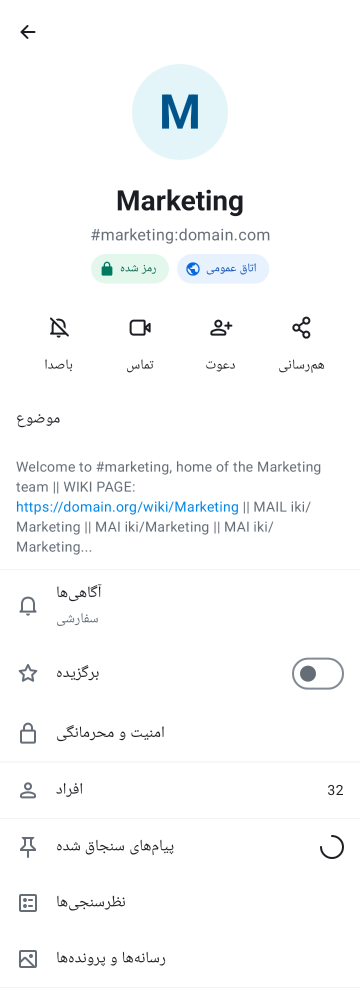 M
Marketing
#marketing:domain.com
رمز شده
اتاق عمومی
باصدا
تماس
دعوت
هم‌رسانی
موضوع
Welcome to #marketing, home of the Marketing
team || WIKI PAGE:
https://domain.org/wiki/Marketing || MAIL iki/
Marketing || MAI iki/Marketing || MAI iki/
Marketing...
آگاهی‌ها
سفارشی
برگزیده
امنیت و محرمانگی
افراد
32
پیام‌های سنجاق شده
نظرسنجی‌ها
رسانه‌ها و پرونده‌ها